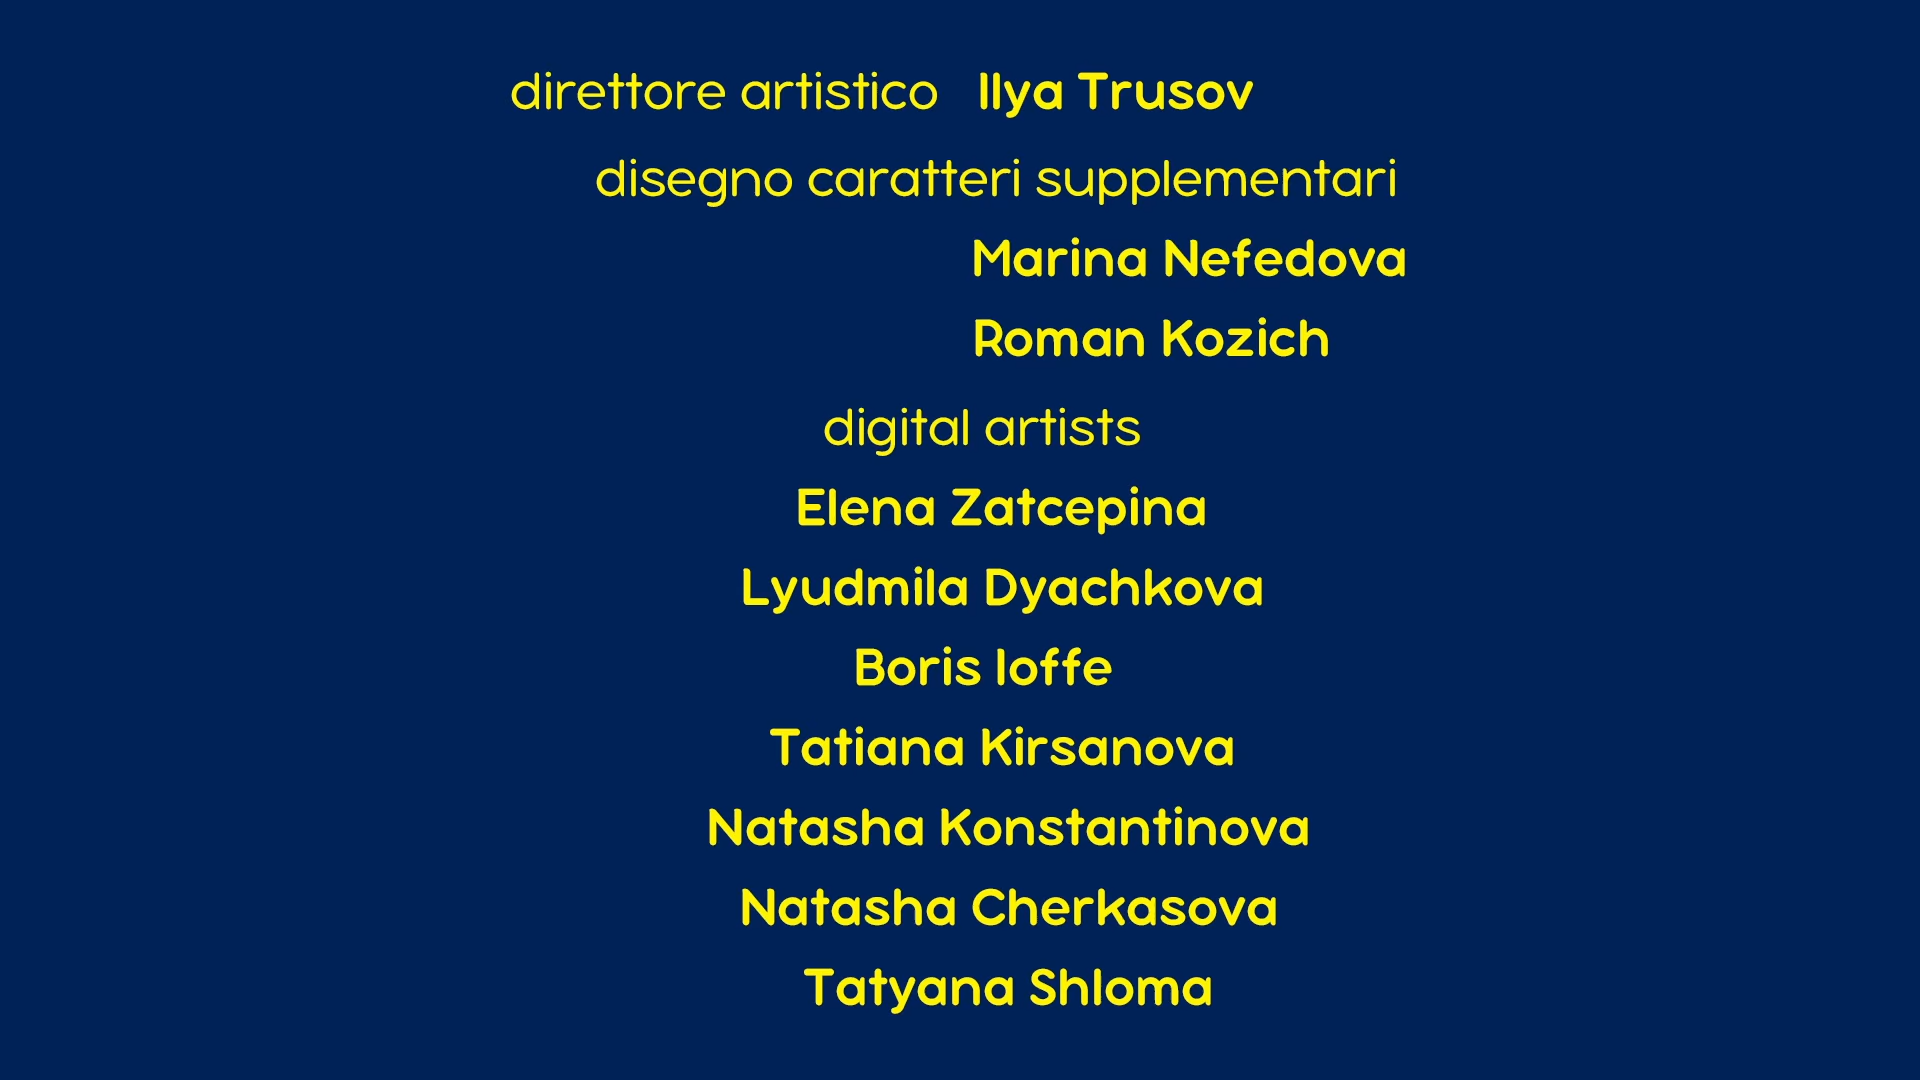 direttore artistico Ilya Trusov
disegno caratteri supplementari
Marina Nefedova
Roman Kozich
digital artists
Elena Zatcepina
Lyudmila Dyachkova
Boris Ioffe
Tatiana Kirsanova
Natasha Konstantinova
Natasha Cherkasova
Tatyana Shloma